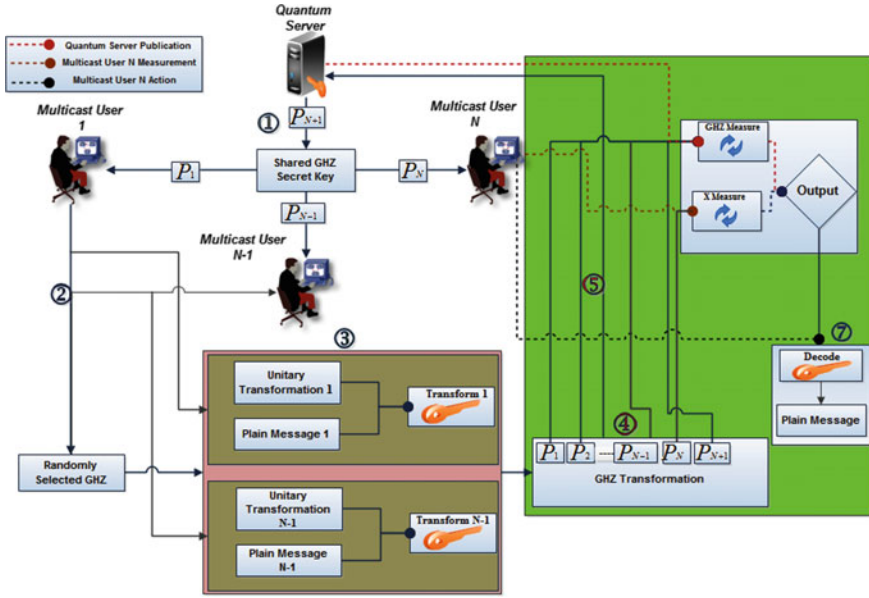 Quantum
Server
Quantum Server Publication
Multicast User N Measurement
Multicast User N Action
Multicast User
1
①
P_{N+1}
Multicast User
N
P_1
Shared GHZ
Secret Key
P_N
P_{N-1}
Multicast User
N-1
GHZ Measure
X Measure
Output
②
③
⑤
⑦
Unitary
Transformation 1
Transform 1
Plain Message 1
Decode
Plain Message
④
P_1 P_2 ---- P_{N-1} P_N P_{N+1}
GHZ Transformation
Randomly
Selected GHZ
Unitary
Transformation
N-1
Transform N-1
Plain Message
N-1